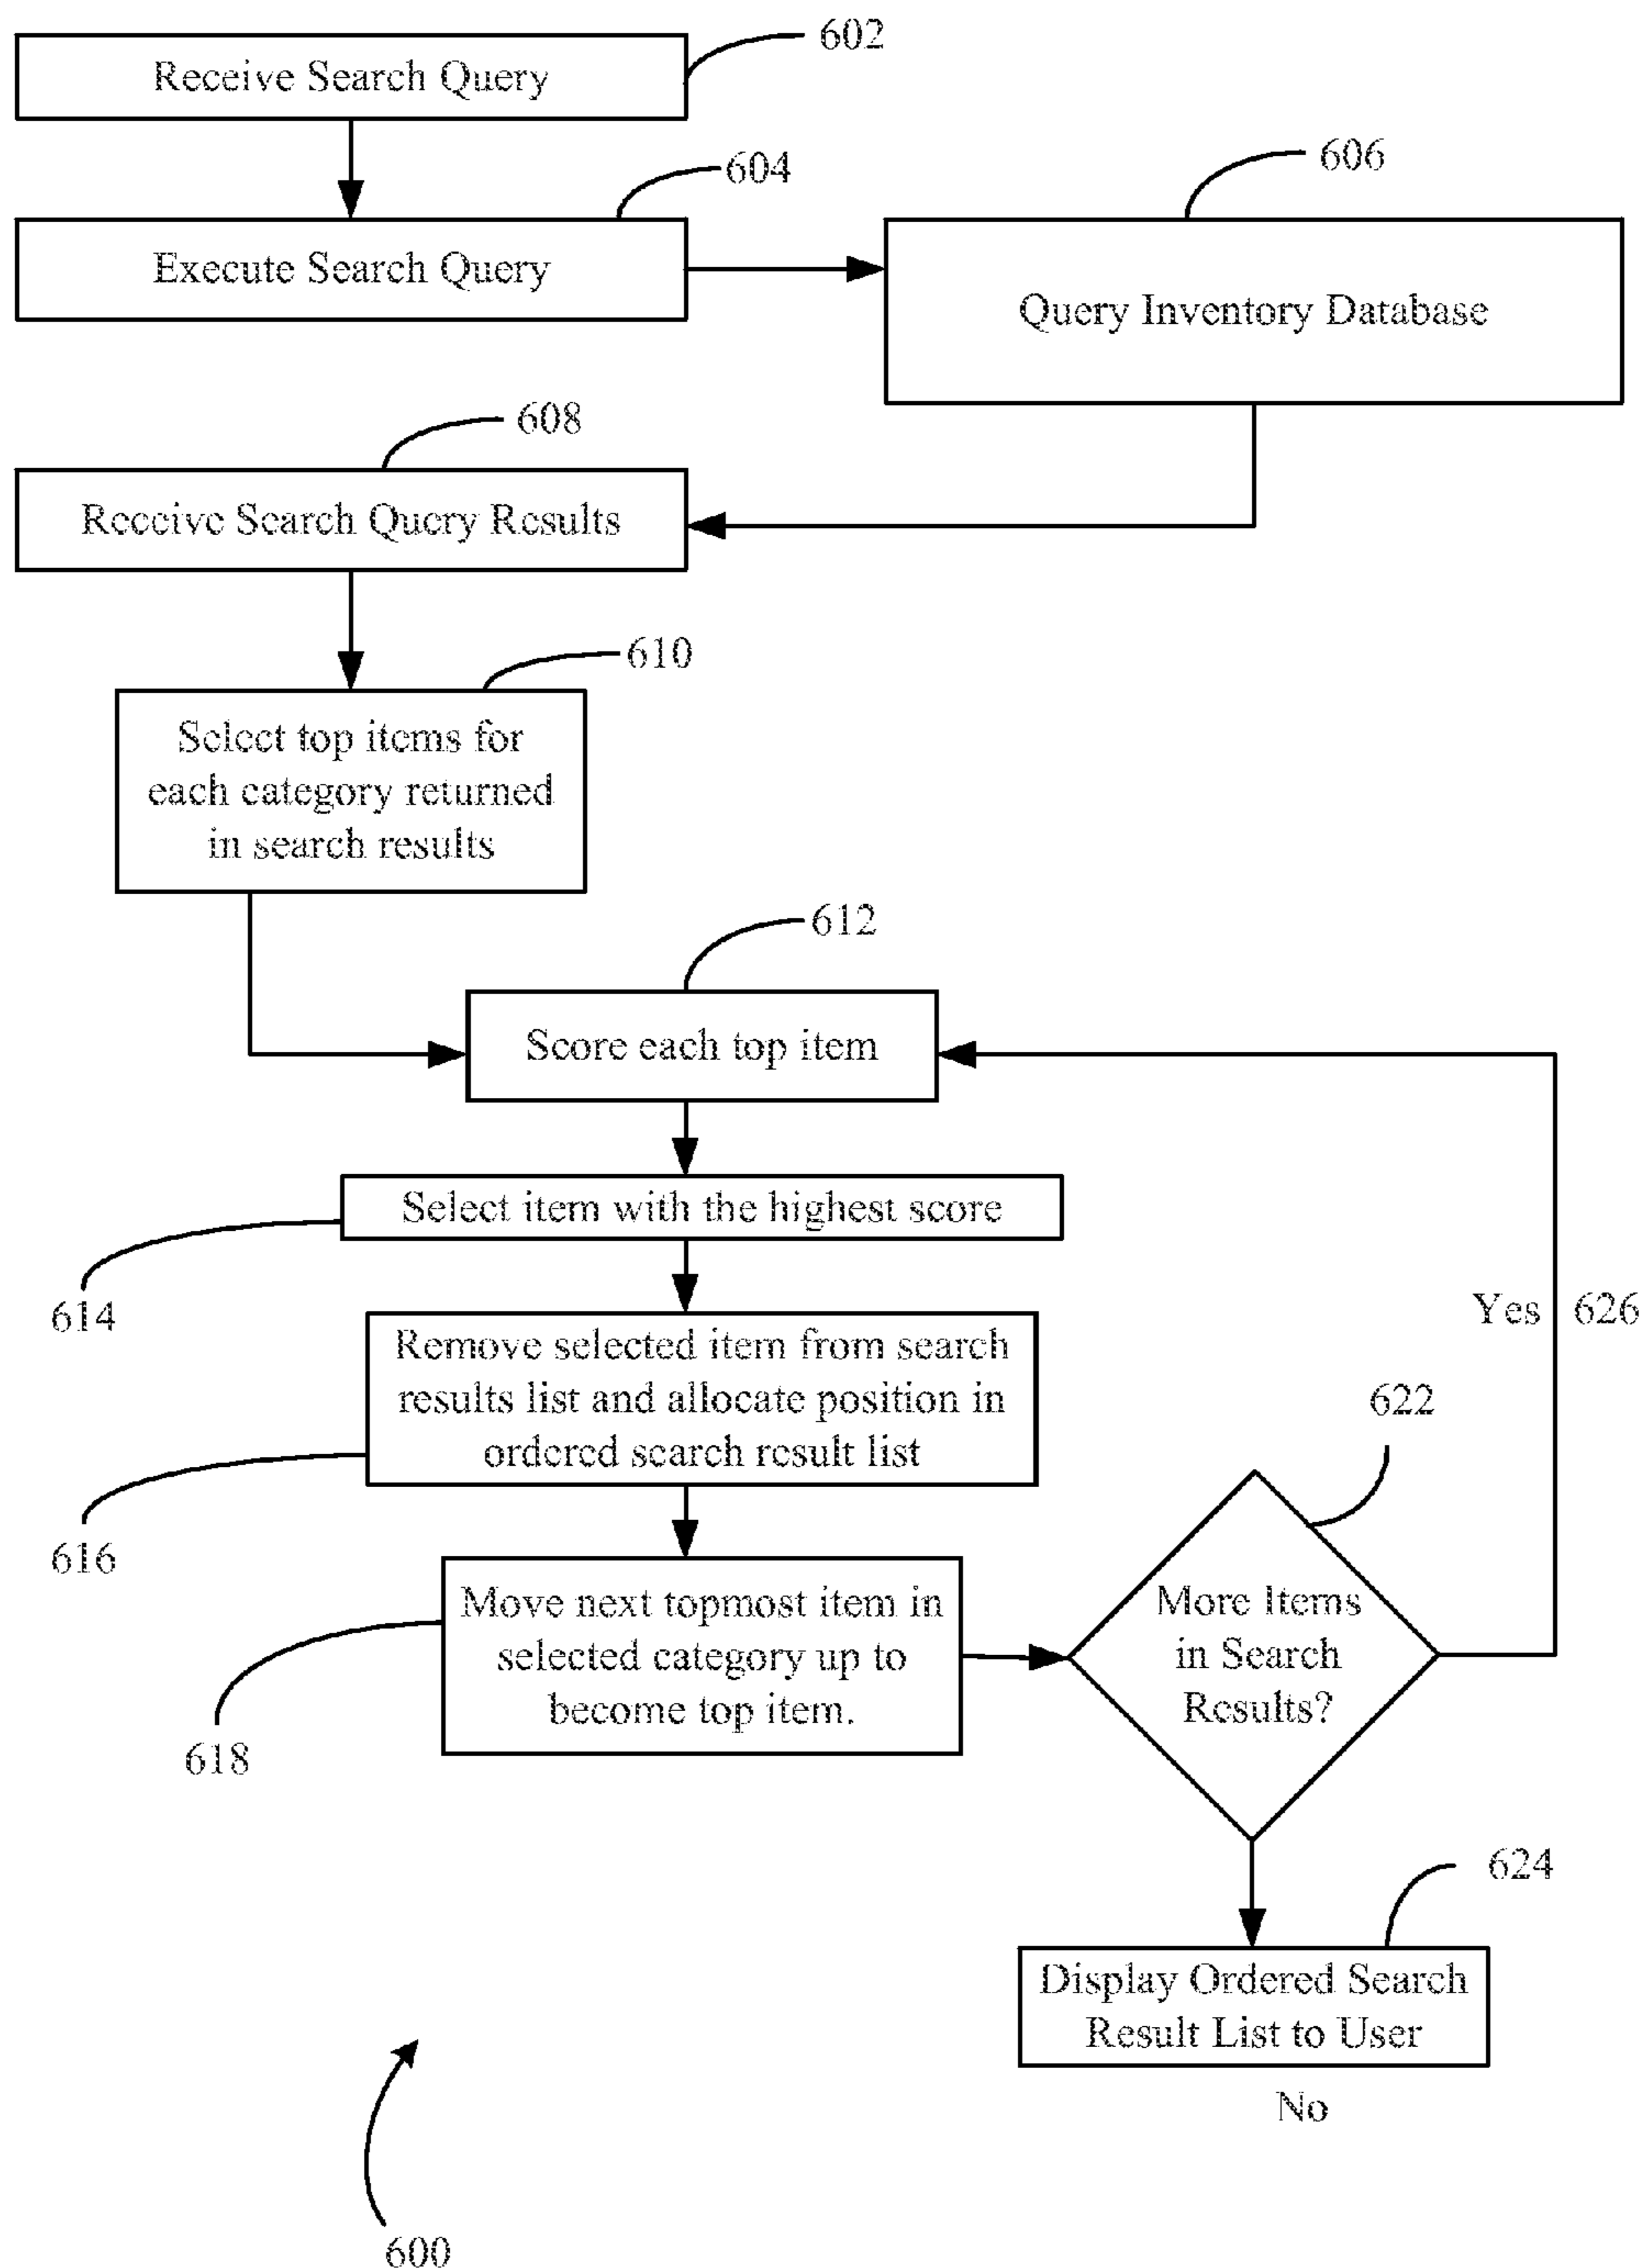 602
Receive Search Query
604
606
Execute Search Query
Query Inventory Database
608
Receive Search Query Results
610
Select top items for
each category returned
in search results
612
Score each top item
Select item with the highest score
614
Yes 626
Remove selected item from search
results list and allocate position in
ordered search result list
622
616
Move next topmost item in
selected category up to
become top item.
More Items
in Search
Results?
618
624
Display Ordered Search
Result List to User
No
600